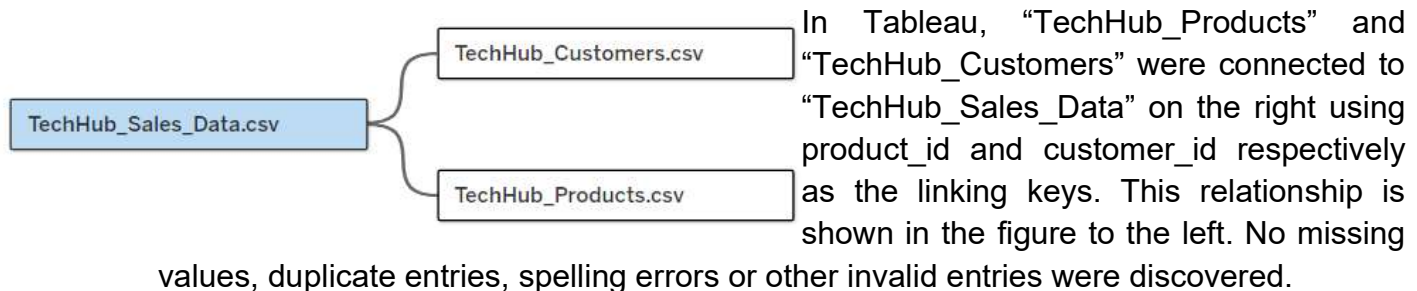 TechHub_Customers.csv
TechHub_Sales_Data.csv
TechHub_Products.csv
In Tableau, “TechHub_Products” and
“TechHub_Customers” were connected to
“TechHub_Sales_Data” on the right using
product_id and customer_id respectively
as the linking keys. This relationship is
shown in the figure to the left. No missing
values, duplicate entries, spelling errors or other invalid entries were discovered.